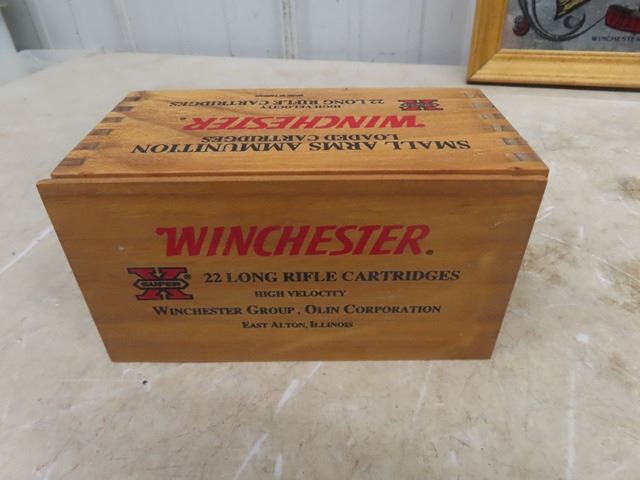 WINCHESTER
SMALL ARMS AMMUNITION
LOADED CARTRIDGES
WINCHESTER
HIGH VELOCITY
X 22 LONG RIFLE CARTRIDGES
WINCHESTER®
SUPER X® 22 LONG RIFLE CARTRIDGES
HIGH VELOCITY
WINCHESTER GROUP, OLIN CORPORATION
EAST ALTON, ILLINOIS